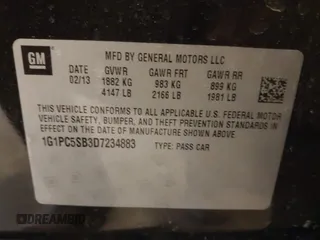 GM
MFD BY GENERAL MOTORS LLC
DATE GVWR GAWR FRT GAWR RR
02/13 1882 KG 983 KG 899 KG
4147 LB 2166 LB 1981 LB
THIS VEHICLE CONFORMS TO ALL APPLICABLE U.S. FEDERAL MOTOR
VEHICLE SAFETY, BUMPER, AND THEFT PREVENTION STANDARDS IN
EFFECT ON THE DATE OF MANUFACTURE SHOWN ABOVE.
1G1PC5SB3D7234883 TYPE: PASS CAR
DREAMBID